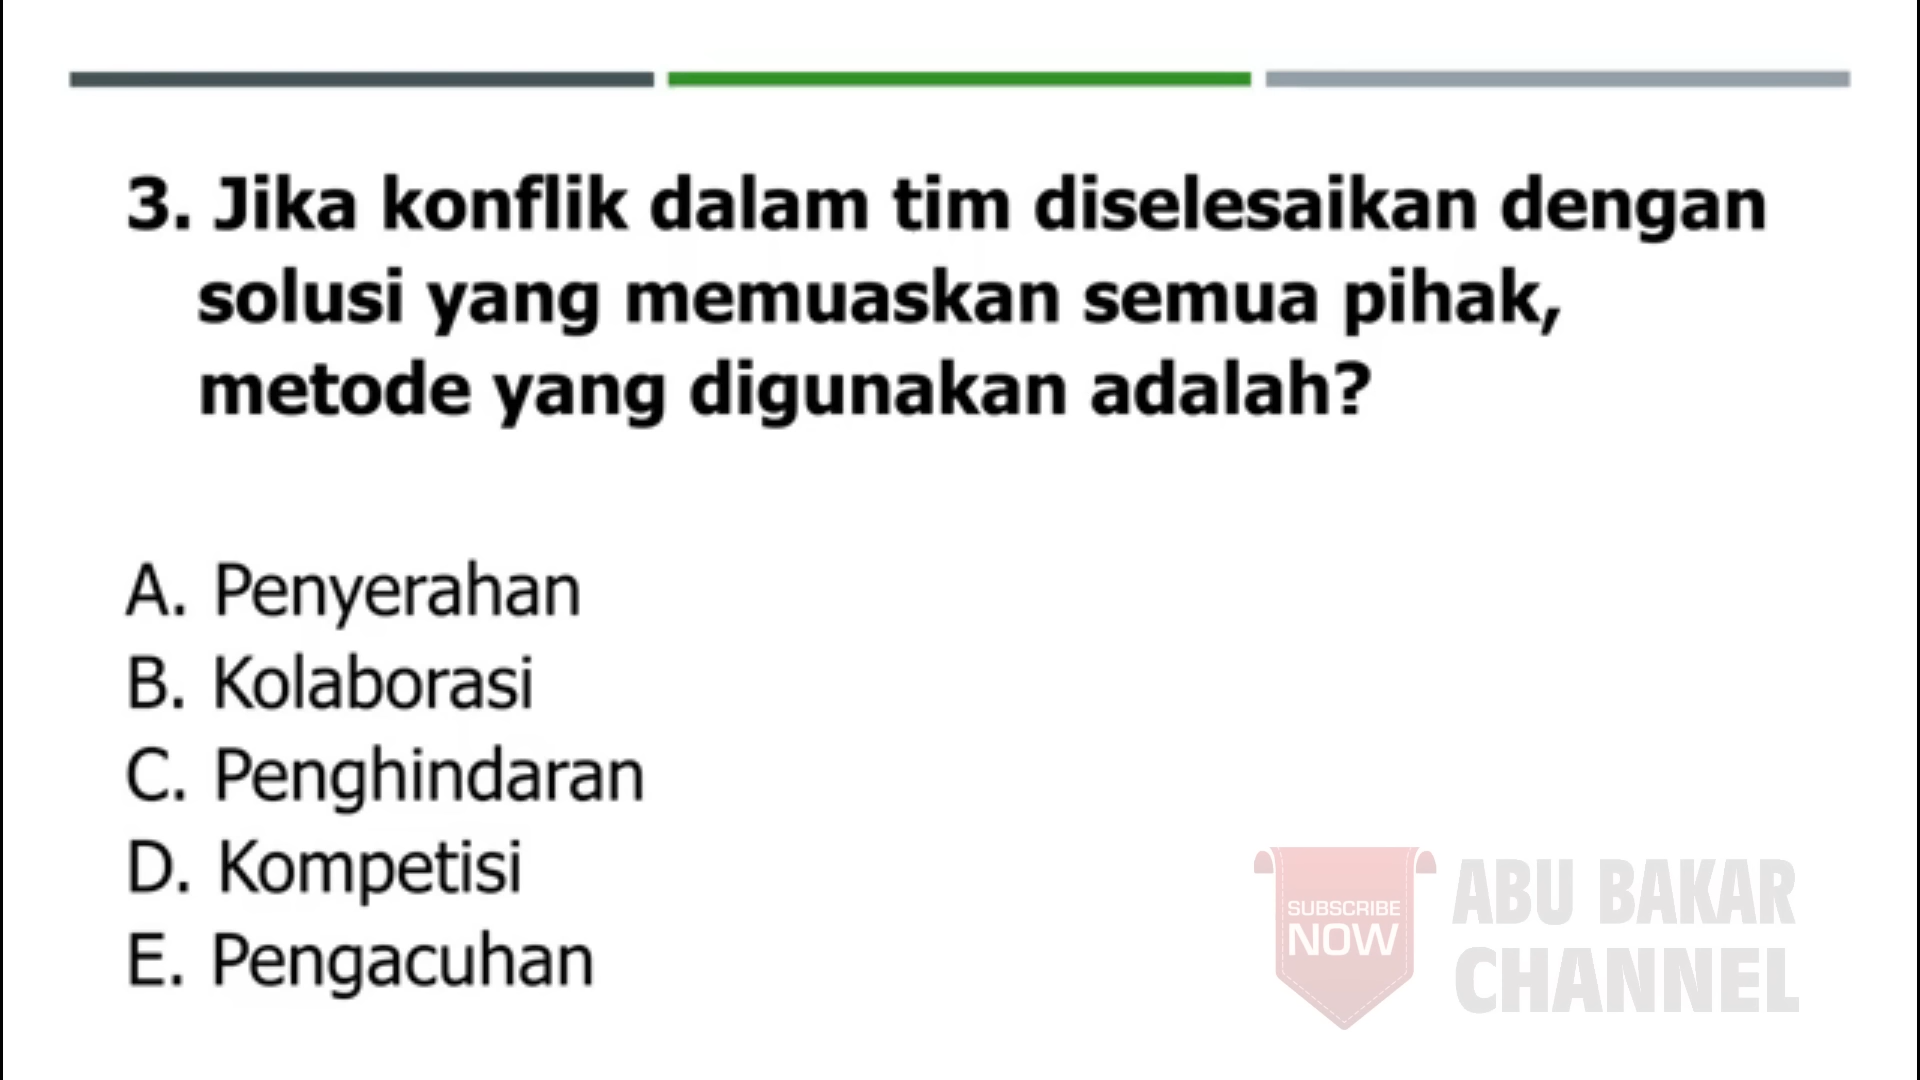 3. Jika konflik dalam tim diselesaikan dengan
solusi yang memuaskan semua pihak,
metode yang digunakan adalah?
A. Penyerahan
B. Kolaborasi
C. Penghindaran
D. Kompetisi
E. Pengacuhan
SUBSCRIBE
NOW
ABU BAKAR
CHANNEL